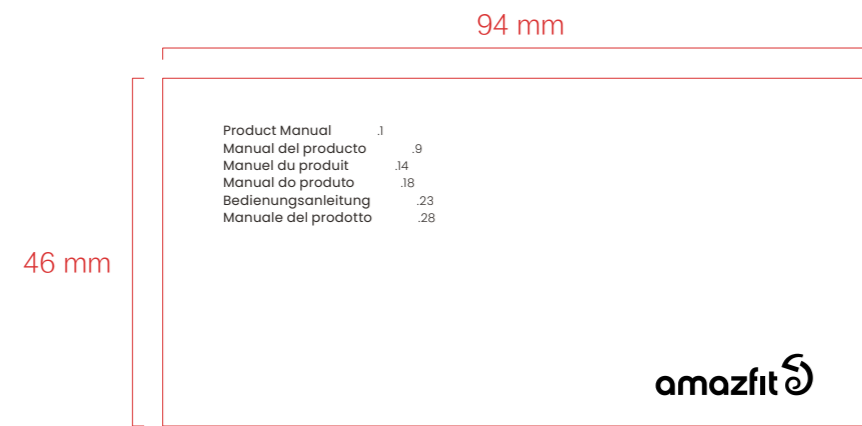 94 mm
Product Manual .1
Manual del producto .9
Manuel du produit .14
Manual do produto .18
Bedienungsanleitung .23
Manuale del prodotto .28
46 mm
amazfit